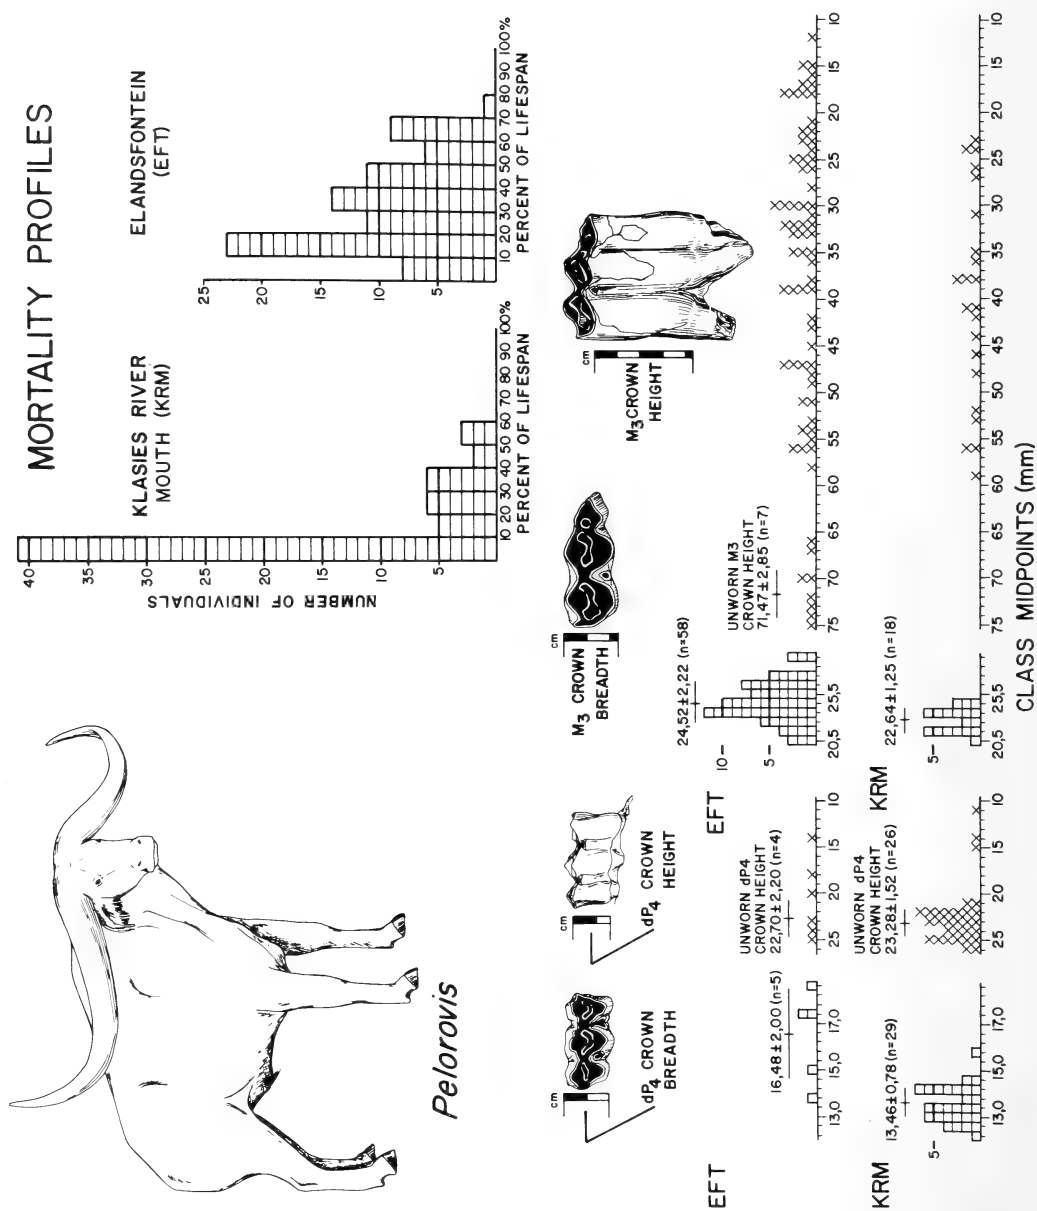 MORTALITY PROFILES
KLASIES RIVER
MOUTH (KRM)
ELANDSFONTEIN
(EFT)
NUMBER OF INDIVIDUALS
40
35
30
25
20
15
10
5
10 20 30 40 50 60 70 80 90 100%
PERCENT OF LIFESPAN
25
20
15
10
5
10 20 30 40 50 60 70 80 90 100%
PERCENT OF LIFESPAN
Pelorovis
cm
dP4 CROWN
BREADTH
cm
dP4 CROWN
HEIGHT
cm
M3 CROWN
BREADTH
cm
M3 CROWN
HEIGHT
EFT
16,48±2,00 (n=5)
13,0 15,0 17,0
UNWORN dP4
CROWN HEIGHT
22,70±2,20 (n=4)
25 20 15 10
EFT
24,52±2,22 (n=58)
10
5
20,5 25,5
UNWORN M3
CROWN HEIGHT
71,47±2,85 (n=7)
75 70 65 60 55 50 45 40 35 30 25 20 15 10
KRM
13,46±0,78 (n=29)
5
13,0 15,0 17,0
UNWORN dP4
CROWN HEIGHT
23,28±1,52 (n=26)
25 20 15 10
KRM
22,64±1,25 (n=18)
5
20,5 25,5
75 70 65 60 55 50 45 40 35 30 25 20 15 10
CLASS MIDPOINTS (mm)